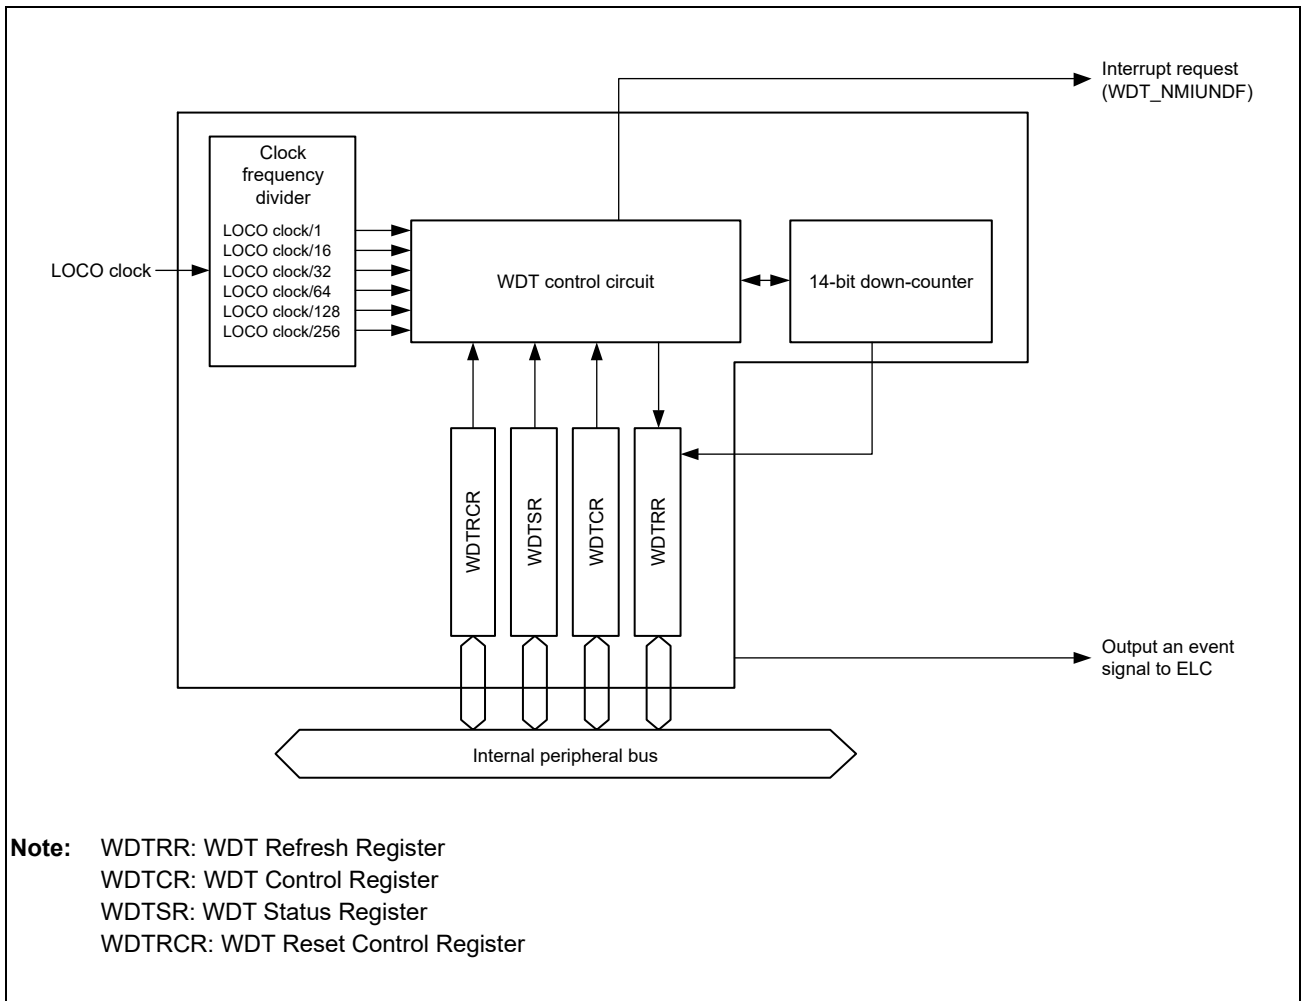 Interrupt request
(WDT_NMIUNDF)
Clock
frequency
divider
LOCO clock/1
LOCO clock/16
LOCO clock/32
LOCO clock/64
LOCO clock/128
LOCO clock/256
LOCO clock
WDT control circuit
14-bit down-counter
WDTRCR
WDTSR
WDTCR
WDTRR
Output an event
signal to ELC
Internal peripheral bus
Note: WDTRR: WDT Refresh Register
WDTCR: WDT Control Register
WDTSR: WDT Status Register
WDTRCR: WDT Reset Control Register